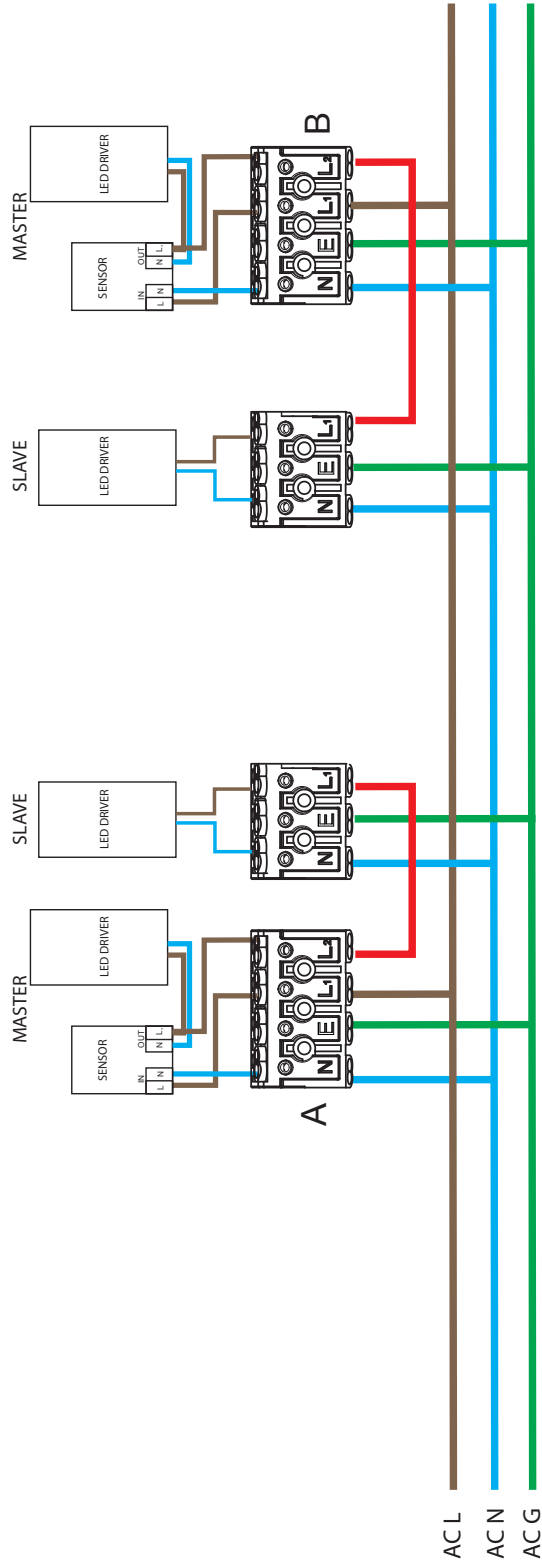 MASTER
SLAVE
SLAVE
MASTER
LED DRIVER
LED DRIVER
LED DRIVER
LED DRIVER
SENSOR
IN OUT
L N N L,
SENSOR
IN OUT
L N N L,
N E L1 L2
N E L1
N E L1
N E L1 L2
A
B
AC L
AC N
AC G